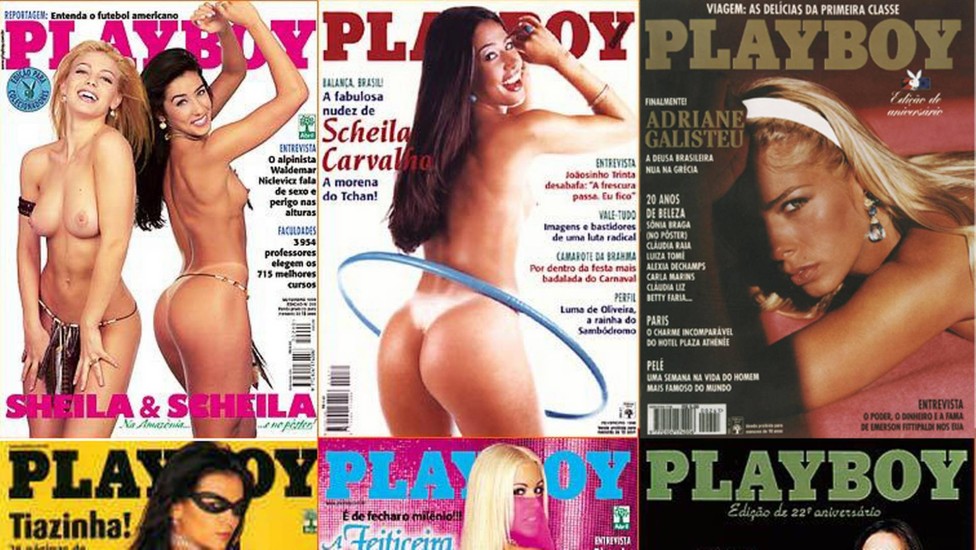 REPORTAGEM: Entenda o futebol americano
PLAYBOY
EDIÇÃO PARA
COLECIONADORES
Abril
ENTREVISTA
O alpinista
Waldemar
Niclevicz fala
de sexo e
perigo nas
alturas
FACULDADES
3 954
professores
elegem os
715 melhores
cursos
SHEILA & SCHEILA
Na Amazônia...
...e no pôster!
PLAYBOY
BALANÇA, BRASIL!
A fabulosa
nudez de
Scheila
Carvalho
A morena
do Tchan!
ENTREVISTA
Joãosinho Trinta
desabafa: "A frescura
passa. Eu fico"
VALE-TUDO
Imagens e bastidores
de uma luta radical
CAMAROTE DA BRAHMA
Por dentro da festa mais
badalada do Carnaval
PERFIL
Luma de Oliveira,
a rainha do
Sambódromo
VIAGEM: AS DELÍCIAS DA PRIMEIRA CLASSE
PLAYBOY
Edição de
aniversário
FINALMENTE!
ADRIANE
GALISTEU
A DEUSA BRASILEIRA
NUA NA GRÉCIA
20 ANOS
DE BELEZA
SÔNIA BRAGA
(NO PÔSTER)
CLÁUDIA RAIA
LUIZA TOMÉ
ALEXIA DECHAMPS
CARLA MARINS
CLÁUDIA LIZ
BETTY FARIA...
PARIS
O CHARME INCOMPARÁVEL
DO HOTEL PLAZA ATHÉNÉE
PELÉ
UMA SEMANA NA VIDA DO HOMEM
MAIS FAMOSO DO MUNDO
ENTREVISTA
O PODER, O DINHEIRO E A FAMA
DE EMERSON FITTIPALDI NOS EUA
PLAYBOY
Tiazinha!
PLAYBOY
É de fechar o milênio!!!
A Feiticeira
Abril
ENTREVISTA
PLAYBOY
Edição de 22º aniversário